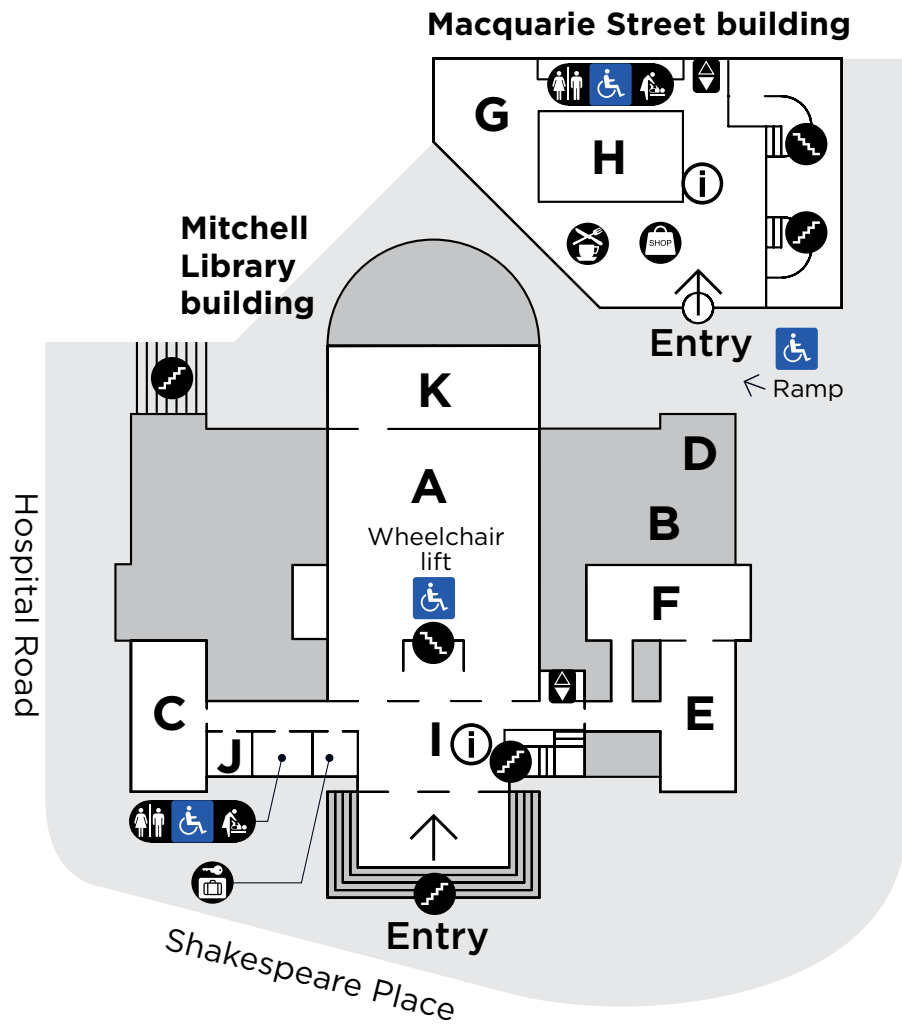 Macquarie Street building
G
H
i
SHOP
Mitchell
Library
building
Entry
Ramp
K
D
A
B
Wheelchair
lift
F
Hospital Road
C
E
I
i
J
Entry
Shakespeare Place